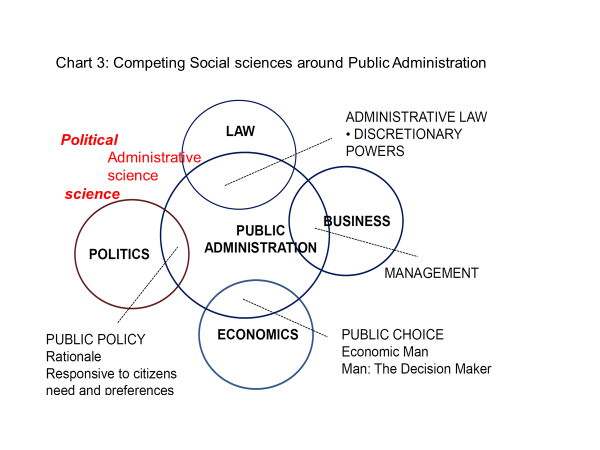 Chart 3: Competing Social sciences around Public Administration
Political
Administrative
science
science
LAW
ADMINISTRATIVE LAW
• DISCRETIONARY
POWERS
PUBLIC
ADMINISTRATION
BUSINESS
POLITICS
MANAGEMENT
ECONOMICS
PUBLIC POLICY
Rationale
Responsive to citizens
need and preferences
PUBLIC CHOICE
Economic Man
Man: The Decision Maker